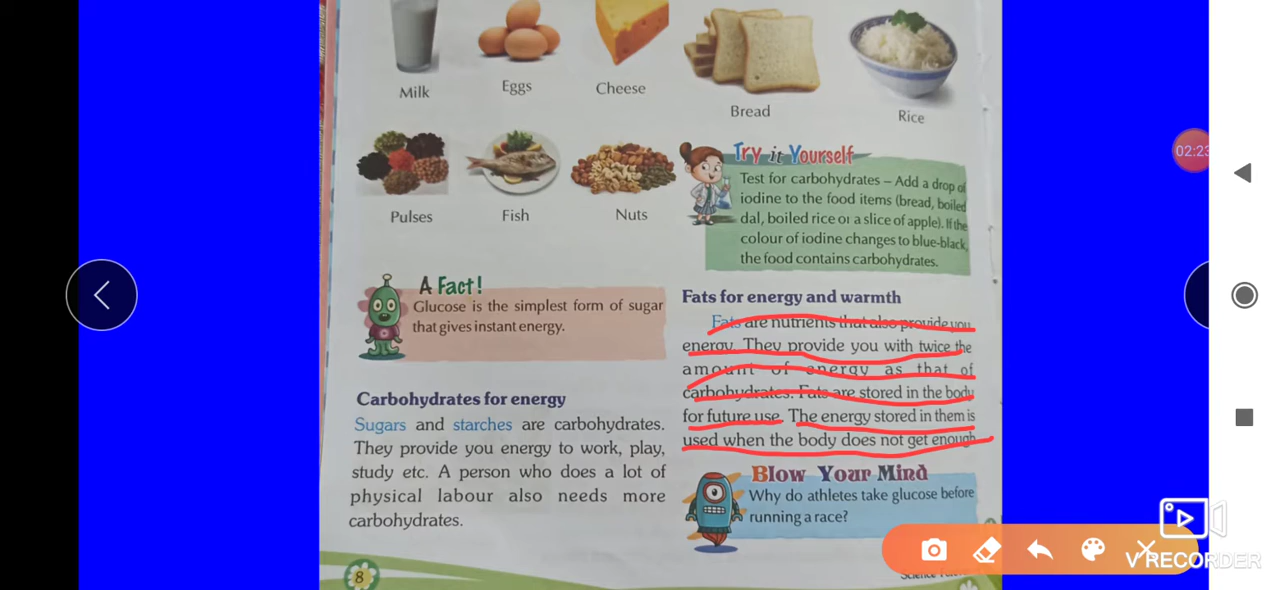 Milk
Eggs
Cheese
Bread
Rice
Pulses
Fish
Nuts
Try it Yourself
Test for carbohydrates – Add a drop of
iodine to the food items (bread, boiled
dal, boiled rice or a slice of apple). If the
colour of iodine changes to blue-black,
the food contains carbohydrates.
A Fact!
Glucose is the simplest form of sugar
that gives instant energy.
Carbohydrates for energy
Sugars and starches are carbohydrates.
They provide you energy to work, play,
study etc. A person who does a lot of
physical labour also needs more
carbohydrates.
Fats for energy and warmth
Fats are nutrients that also provide you
energy. They provide you with twice the
amount of energy as that of
carbohydrates. Fats are stored in the body
for future use. The energy stored in them is
used when the body does not get enough
Blow Your Mind
Why do athletes take glucose before
running a race?
8
Science
02:23
V RECORDER